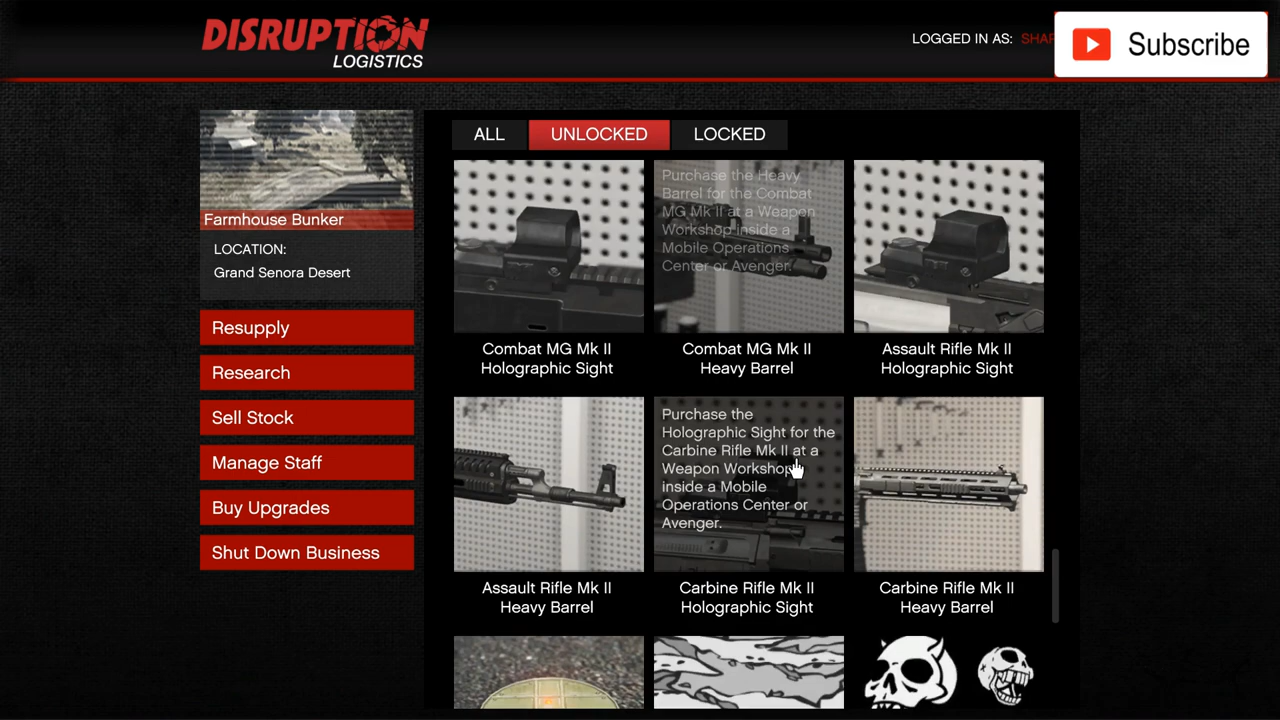 DISRUPTION
LOGISTICS
LOGGED IN AS:
Subscribe
Farmhouse Bunker
LOCATION:
Grand Senora Desert
Resupply
Research
Sell Stock
Manage Staff
Buy Upgrades
Shut Down Business
ALL
UNLOCKED
LOCKED
Purchase the Heavy
Barrel for the Combat
MG Mk II at a Weapon
Workshop inside a
Mobile Operations
Center or Avenger.
Combat MG Mk II
Holographic Sight
Combat MG Mk II
Heavy Barrel
Assault Rifle Mk II
Holographic Sight
Purchase the
Holographic Sight for the
Carbine Rifle Mk II at a
Weapon Workshop
inside a Mobile
Operations Center or
Avenger.
Assault Rifle Mk II
Heavy Barrel
Carbine Rifle Mk II
Holographic Sight
Carbine Rifle Mk II
Heavy Barrel